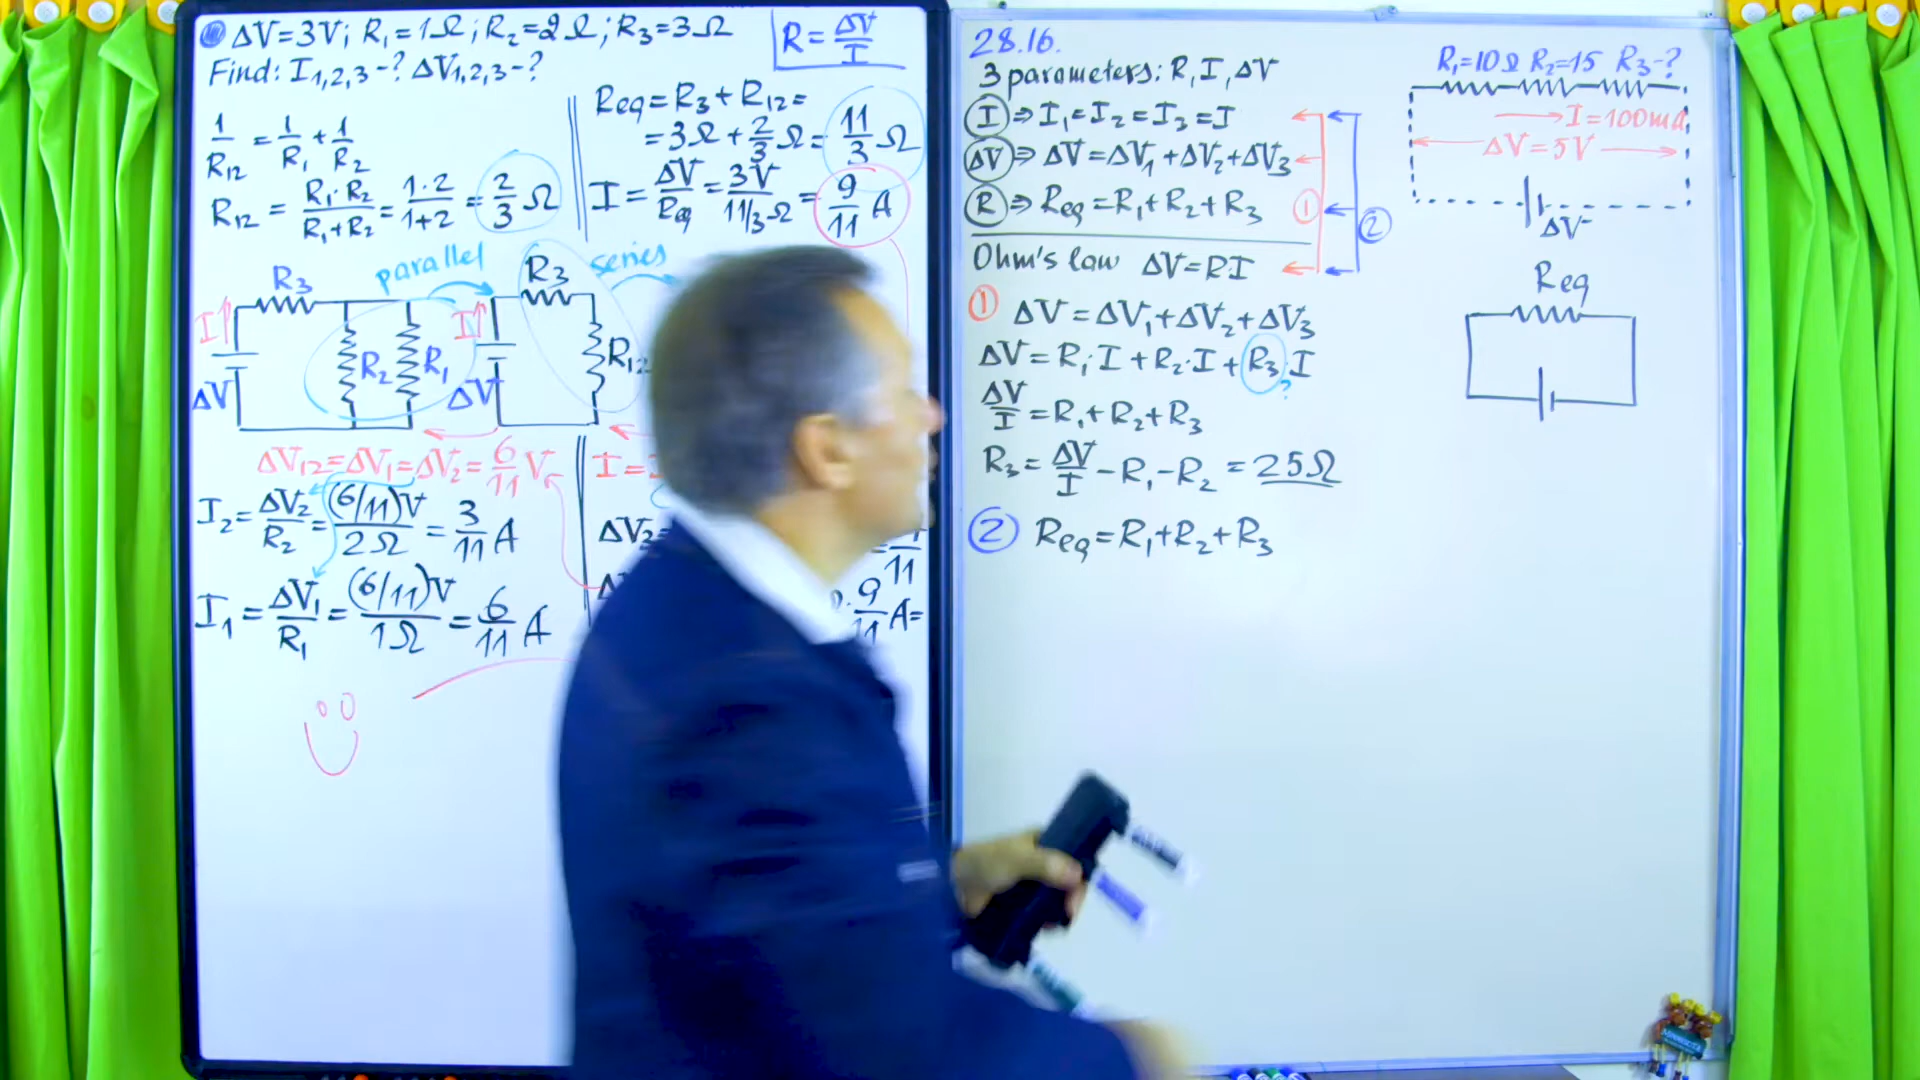 ΔV=3V; R₁=1Ω; R₂=2Ω; R₃=3Ω
Find: I₁,₂,₃-? ΔV₁,₂,₃-?
R=ΔV/I
1/R₁₂ = 1/R₁ + 1/R₂
R₁₂ = R₁·R₂/(R₁+R₂) = 1·2/(1+2) = 2/3 Ω
Req=R₃+R₁₂=
=3Ω+2/3Ω=11/3 Ω
I=ΔV/Req=3V/(11/3 Ω)=9/11 A
parallel
series
R₃
I
ΔV
R₂
R₁
R₃
I
ΔV
ΔV₁₂=ΔV₁=ΔV₂=6/11 V
I₂=ΔV₂/R₂=(6/11)V/2Ω=3/11 A
I₁=ΔV₁/R₁=(6/11)V/1Ω=6/11 A
I=
·9/11 A=
28.16.
3 parameters: R, I, ΔV
I ⇒ I₁=I₂=I₃=I
ΔV ⇒ ΔV=ΔV₁+ΔV₂+ΔV₃
R ⇒ Req=R₁+R₂+R₃
1
2
Ohm's law ΔV=R·I
1 ΔV=ΔV₁+ΔV₂+ΔV₃
ΔV=R₁·I+R₂·I+R₃·I
?
ΔV/I=R₁+R₂+R₃
R₃=ΔV/I-R₁-R₂=25Ω
2 Req=R₁+R₂+R₃
R₁=10Ω R₂=15 R₃-?
I=100mA
ΔV=5V
ΔV
Req